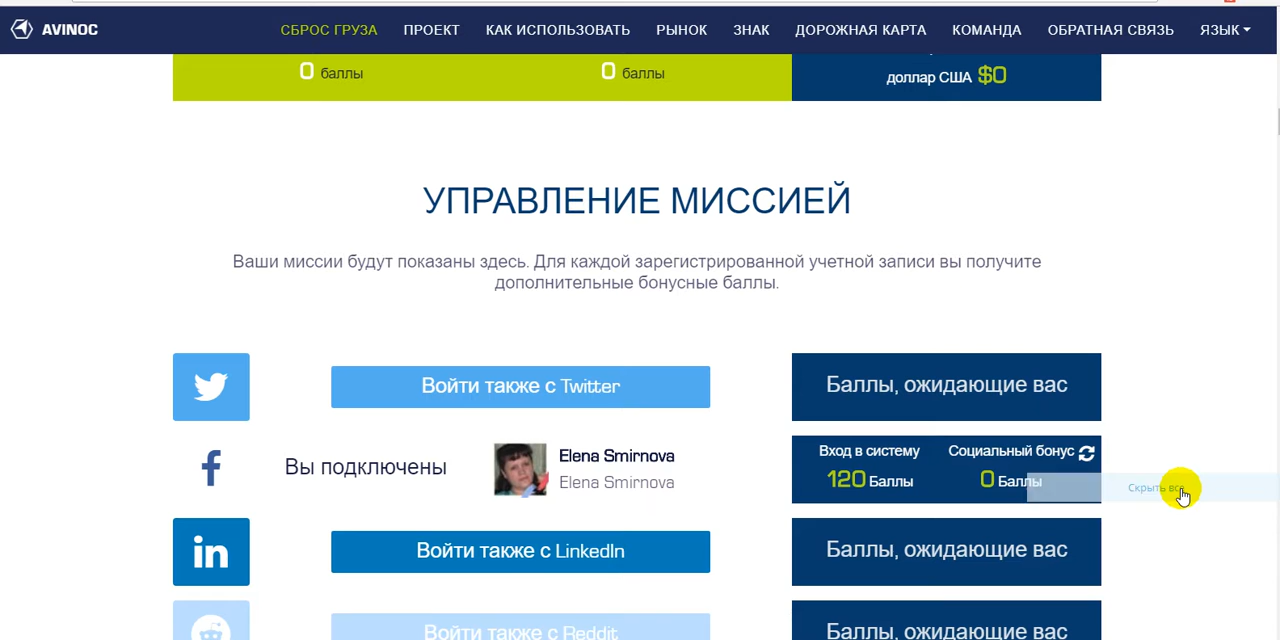 AVINOC СБРОС ГРУЗА ПРОЕКТ КАК ИСПОЛЬЗОВАТЬ РЫНОК ЗНАК ДОРОЖНАЯ КАРТА КОМАНДА ОБРАТНАЯ СВЯЗЬ ЯЗЫК
0 баллы 0 баллы доллар США $0
УПРАВЛЕНИЕ МИССИЕЙ
Ваши миссии будут показаны здесь. Для каждой зарегистрированной учетной записи вы получите
дополнительные бонусные баллы.
Войти также с Twitter Баллы, ожидающие вас
Вы подключены Elena Smirnova Вход в систему Социальный бонус
Elena Smirnova 120 Баллы 0 Баллы
Скрыть все
in Войти также с LinkedIn Баллы, ожидающие вас
Войти также с Reddit Баллы, ожидающие вас